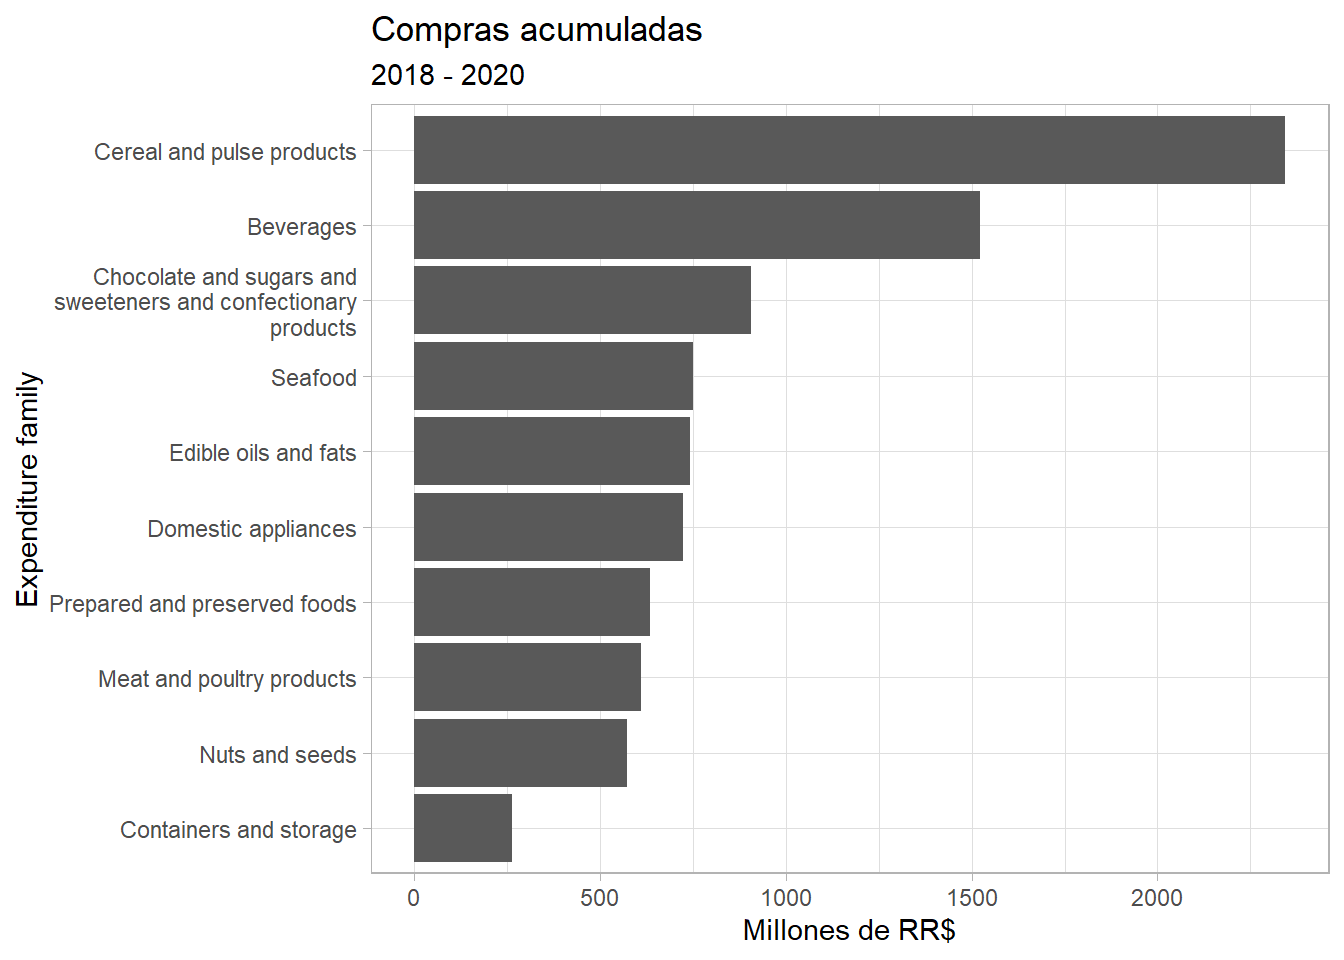 Compras acumuladas
2018 - 2020
Expenditure family
Cereal and pulse products
Beverages
Chocolate and sugars and
sweeteners and confectionary
products
Seafood
Edible oils and fats
Domestic appliances
Prepared and preserved foods
Meat and poultry products
Nuts and seeds
Containers and storage
0 500 1000 1500 2000
Millones de RR$